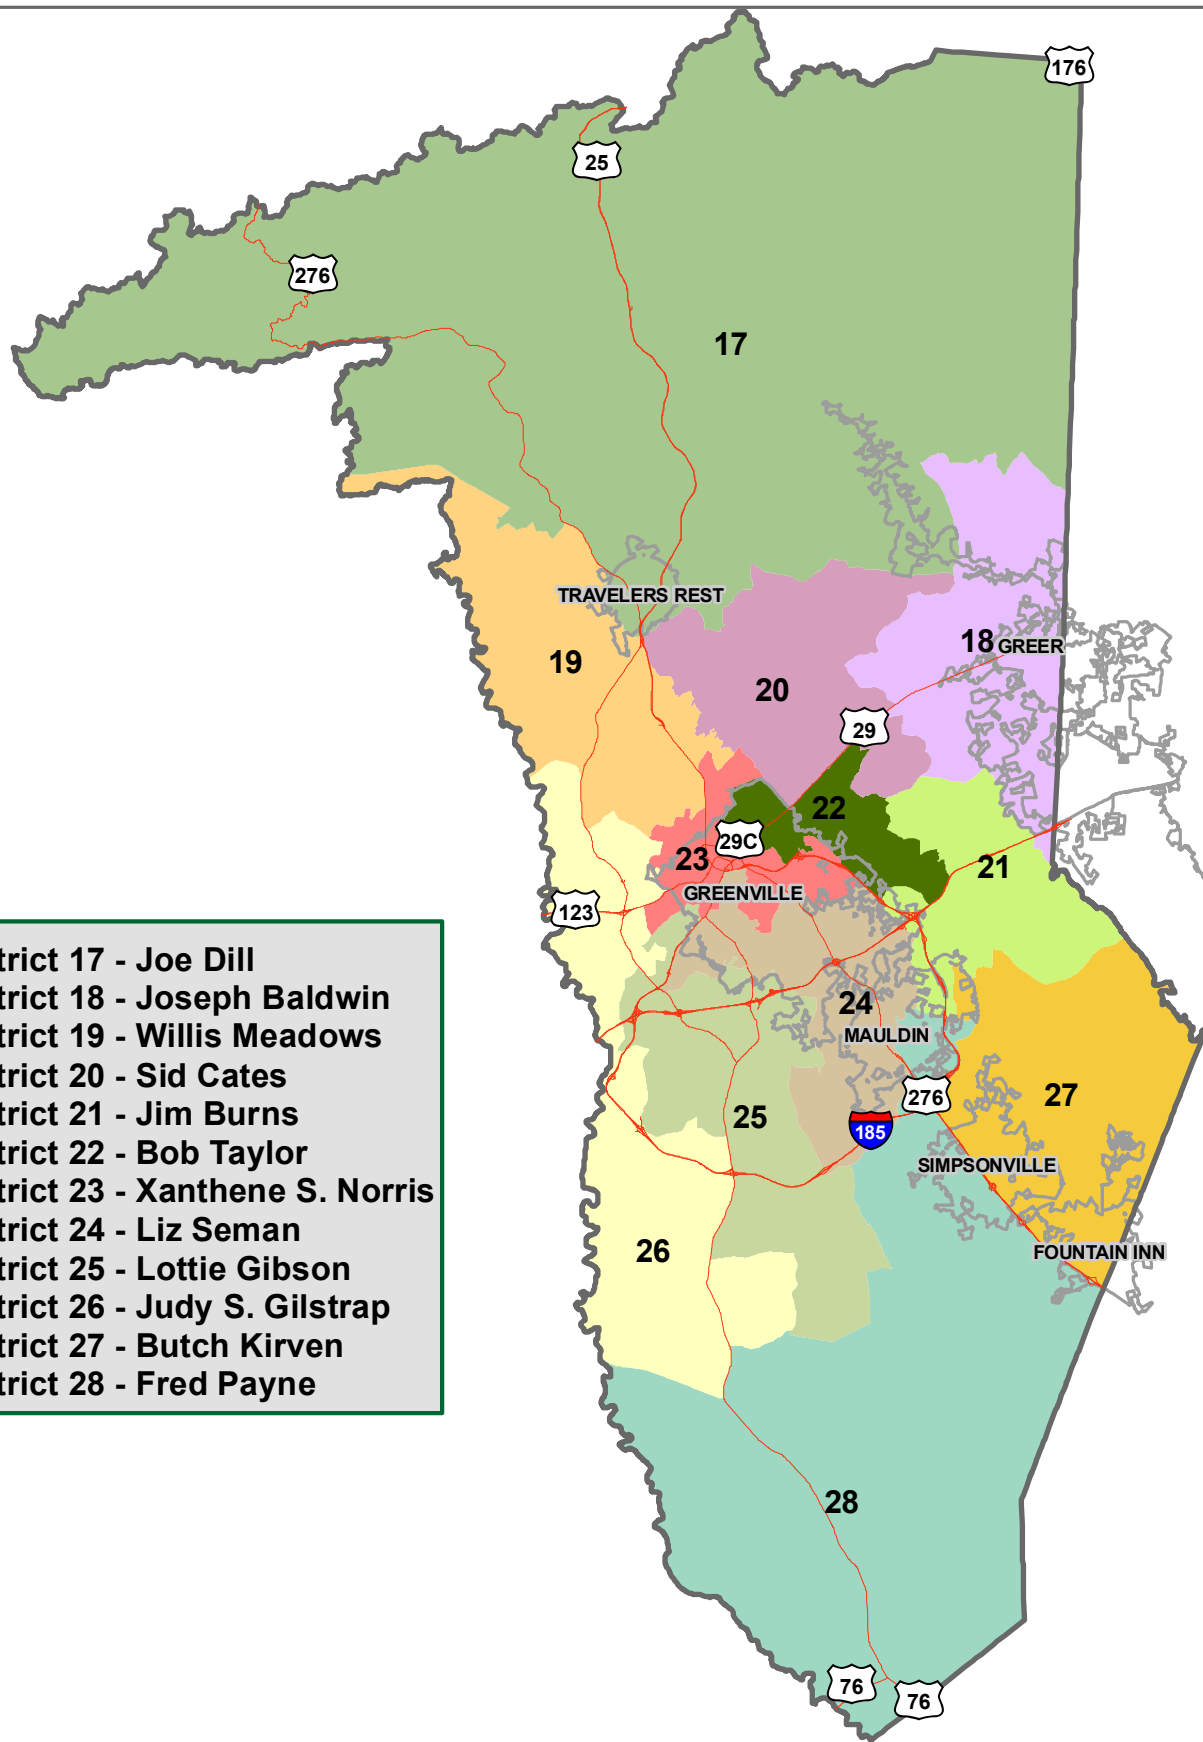 176
25
276
17
TRAVELERS REST
18 GREER
19
20
29
22
29C
23
21
GREENVILLE
123
trict 17 - Joe Dill
trict 18 - Joseph Baldwin
trict 19 - Willis Meadows
trict 20 - Sid Cates
trict 21 - Jim Burns
trict 22 - Bob Taylor
trict 23 - Xanthene S. Norris
trict 24 - Liz Seman
trict 25 - Lottie Gibson
trict 26 - Judy S. Gilstrap
trict 27 - Butch Kirven
trict 28 - Fred Payne
24
MAULDIN
276
27
25
185
SIMPSONVILLE
26
FOUNTAIN INN
28
76
76